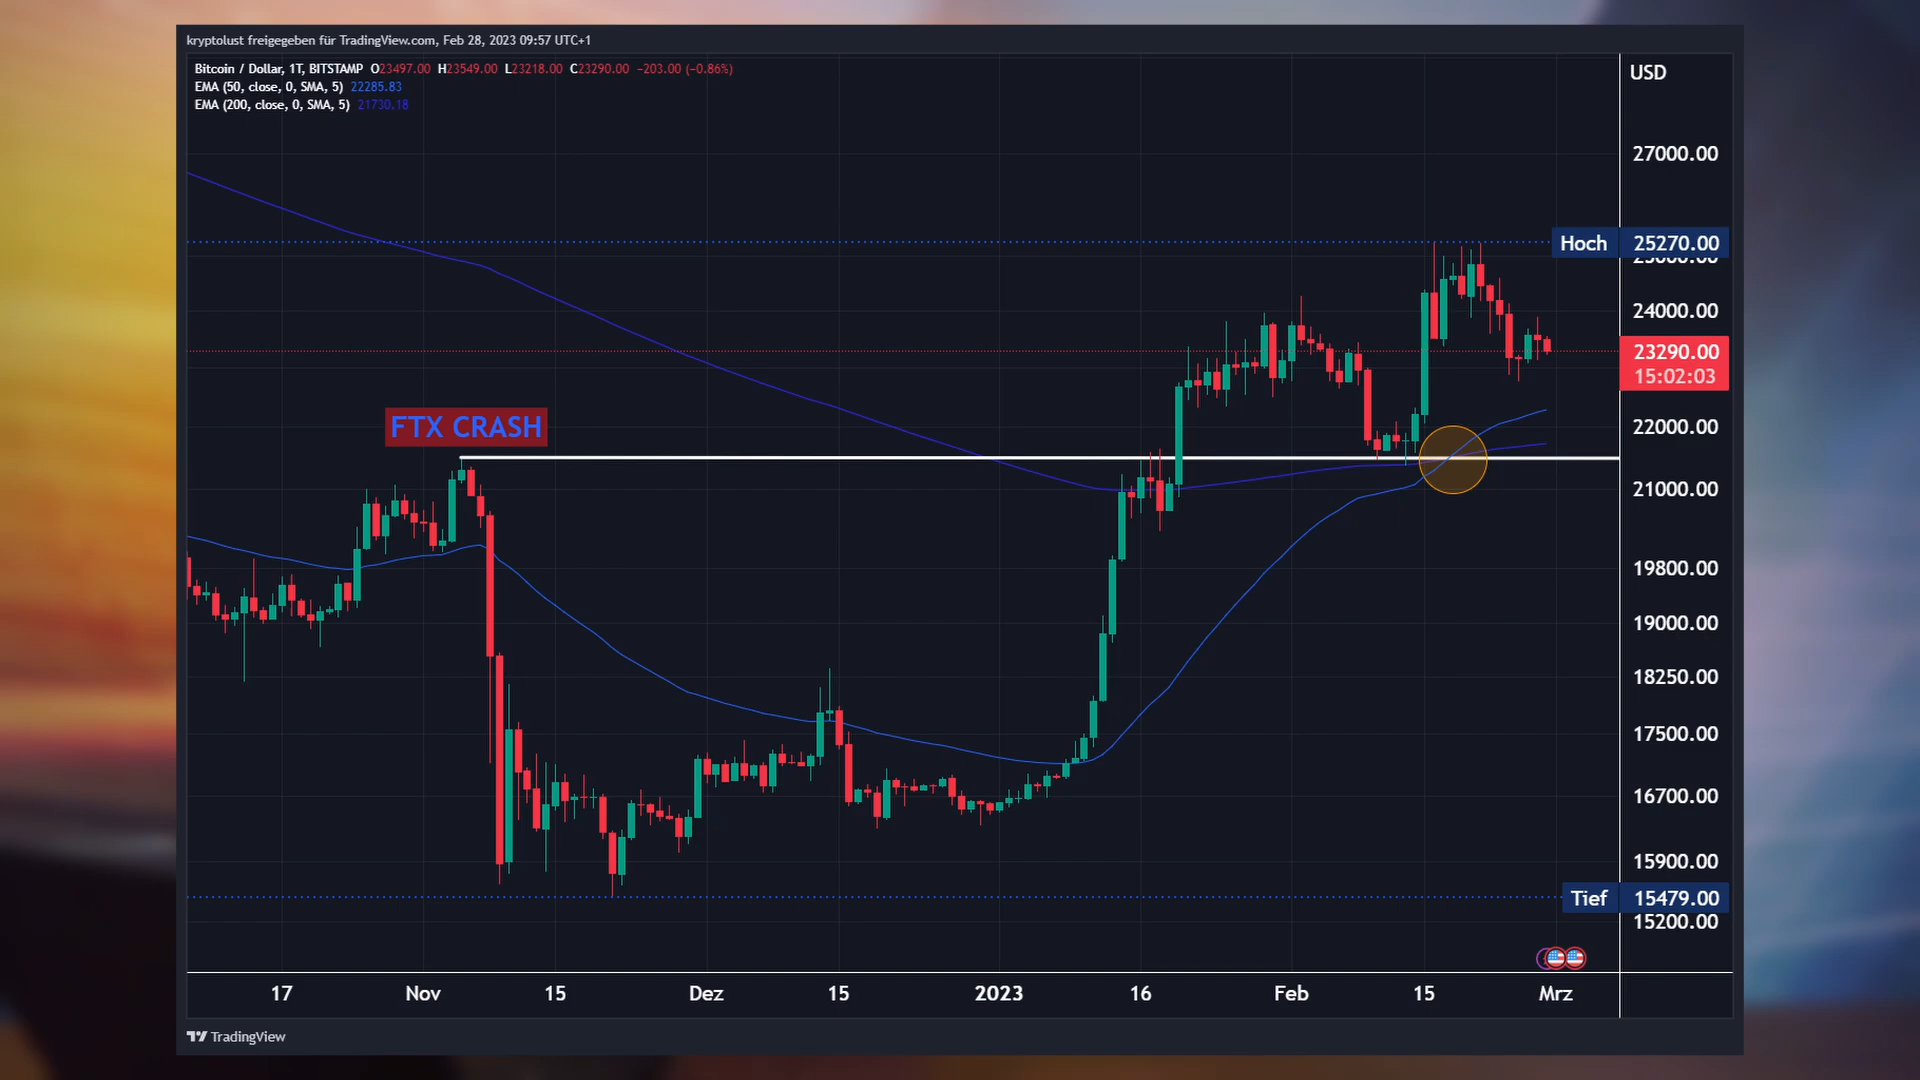 kryptolust freigegeben für TradingView.com, Feb 28, 2023 09:57 UTC+1
Bitcoin / Dollar, 1T, BITSTAMP O23497.00 H23549.00 L23218.00 C23290.00 −203.00 (−0.86%)
EMA (50, close, 0, SMA, 5) 22285.83
EMA (200, close, 0, SMA, 5) 21730.18
USD
27000.00
Hoch 25270.00
25000.00
24000.00
23290.00
15:02:03
FTX CRASH
22000.00
21000.00
19800.00
19000.00
18250.00
17500.00
16700.00
15900.00
Tief 15479.00
15200.00
17 Nov 15 Dez 15 2023 16 Feb 15 Mrz
TradingView